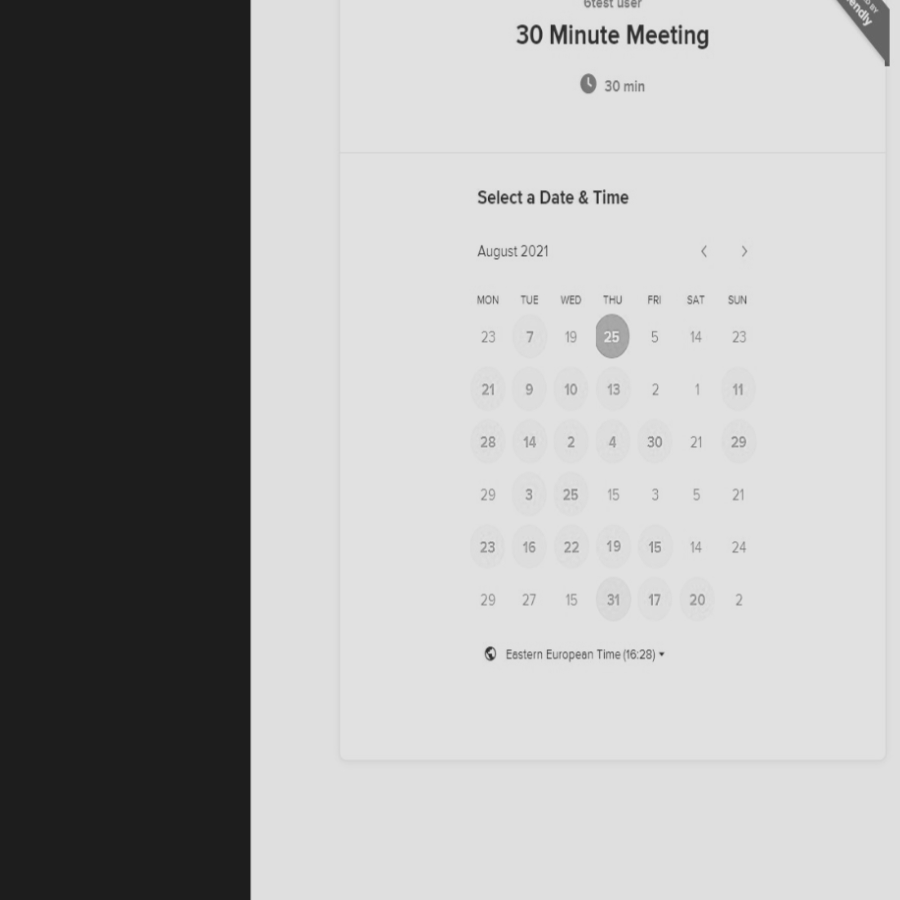 6test user
30 Minute Meeting
30 min
Select a Date & Time
August 2021
MON TUE WED THU FRI SAT SUN
23 7 19 25 5 14 23
21 9 10 13 2 1 11
28 14 2 4 30 21 29
29 3 25 15 3 5 21
23 16 22 19 15 14 24
29 27 15 31 17 20 2
Eastern European Time (16:28)